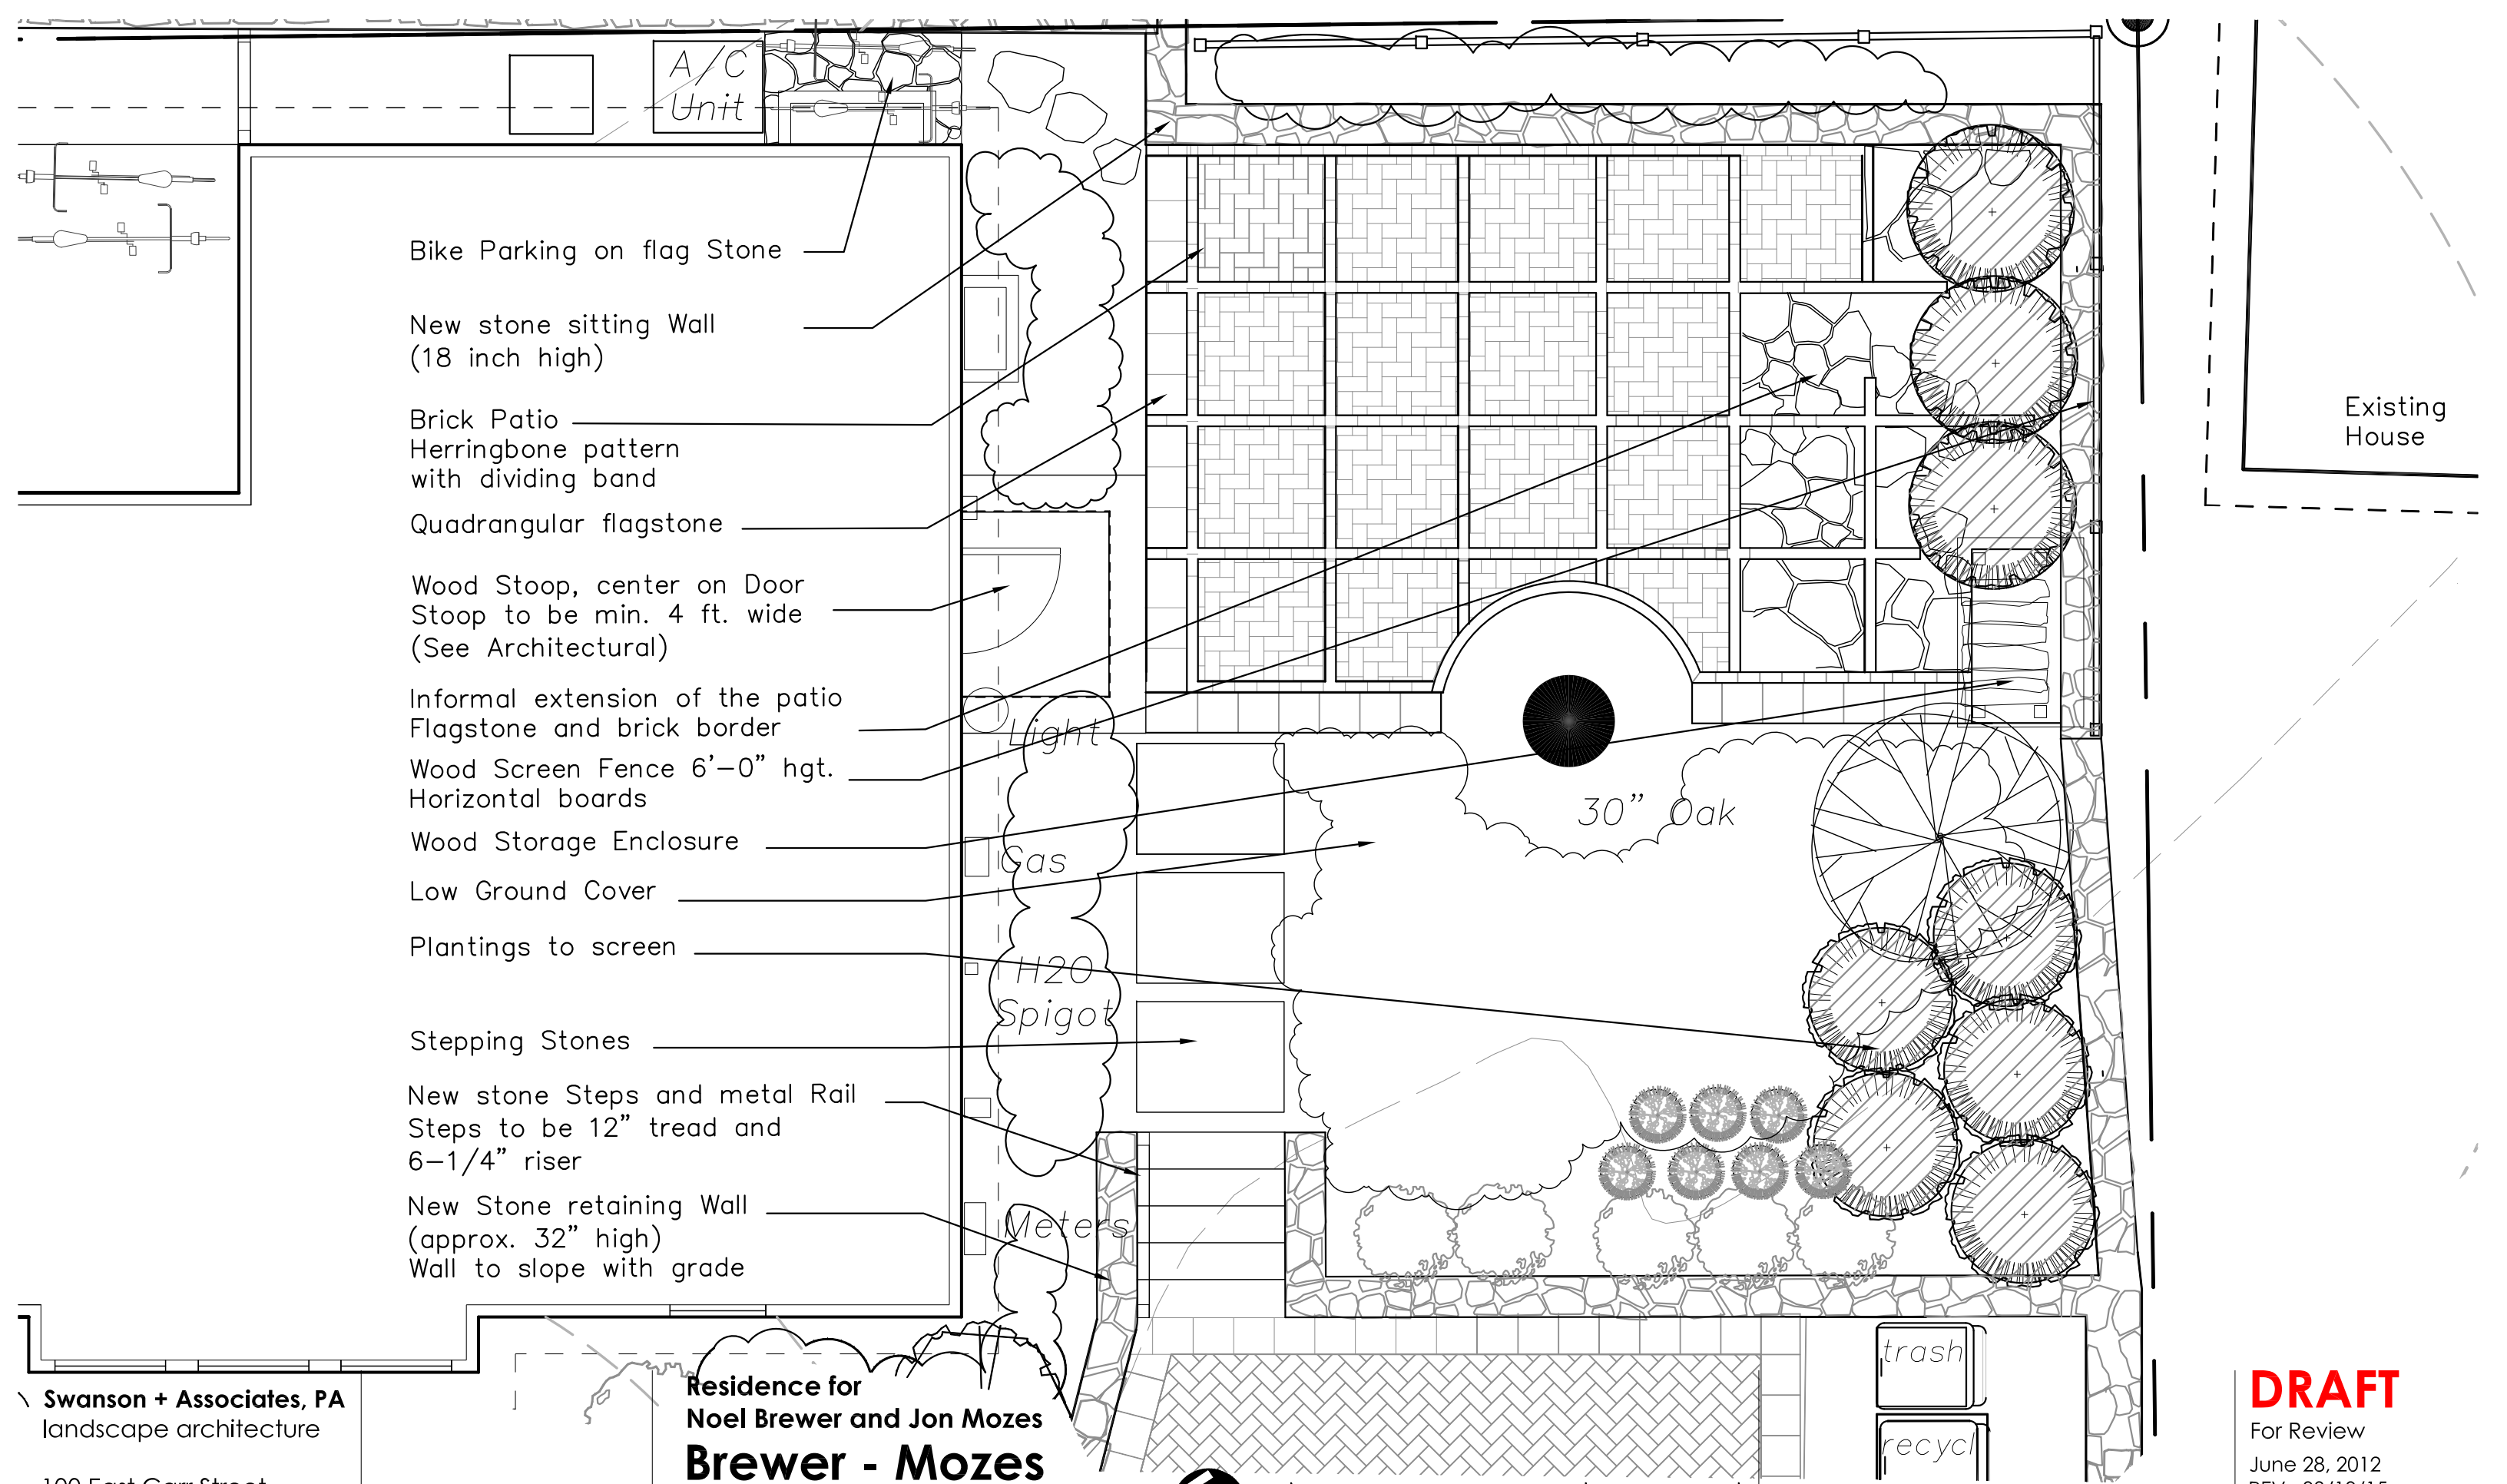 A/C
Unit
Bike Parking on flag Stone
New stone sitting Wall
(18 inch high)
Brick Patio
Herringbone pattern
with dividing band
Quadrangular flagstone
Wood Stoop, center on Door
Stoop to be min. 4 ft. wide
(See Architectural)
Informal extension of the patio
Flagstone and brick border
Wood Screen Fence 6'-0" hgt.
Horizontal boards
Wood Storage Enclosure
Low Ground Cover
Plantings to screen
Stepping Stones
New stone Steps and metal Rail
Steps to be 12" tread and
6-1/4" riser
New Stone retaining Wall
(approx. 32" high)
Wall to slope with grade
Light
Gas
H2O
Spigot
Meters
30" Oak
Existing
House
trash
recycl
Swanson + Associates, PA
landscape architecture
100 East Carr Street
Residence for
Noel Brewer and Jon Mozes
Brewer - Mozes
DRAFT
For Review
June 28, 2012